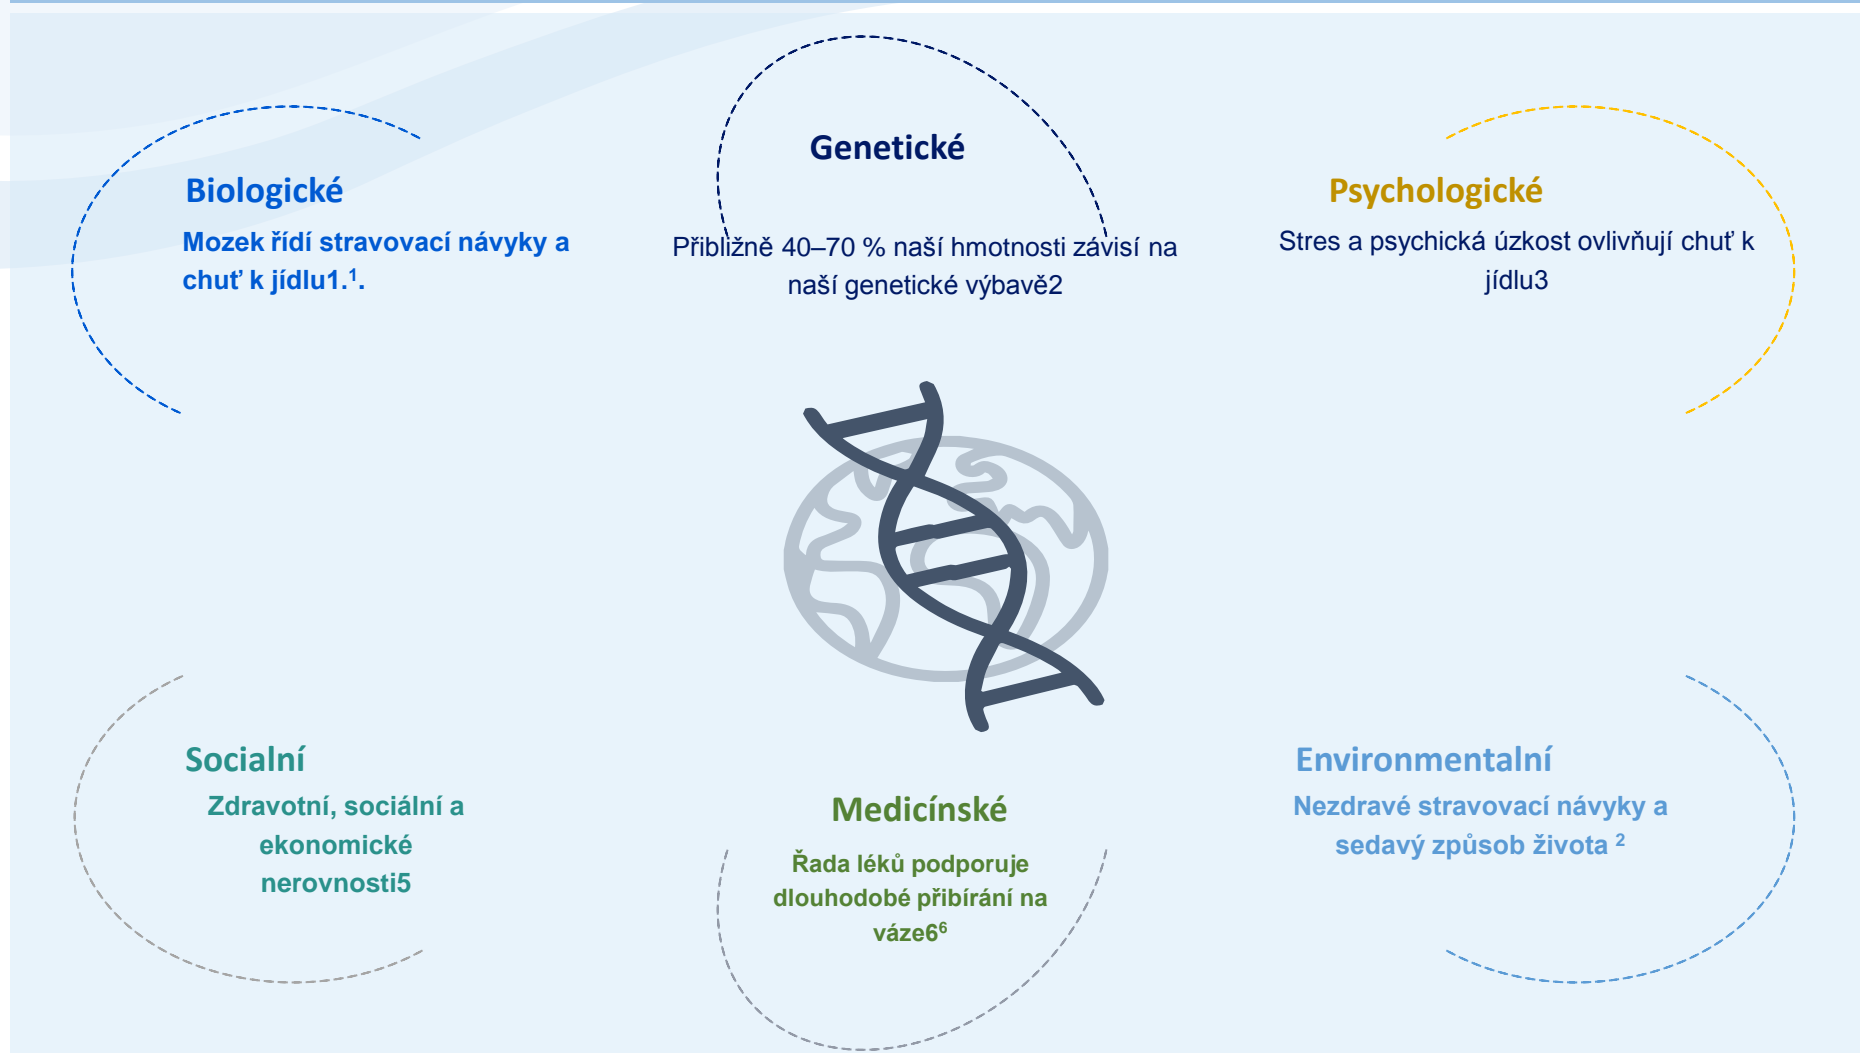 Biologické
Mozek řídí stravovací návyky a
chuť k jídlu1.¹.
Genetické
Přibližně 40–70 % naší hmotnosti závisí na
naší genetické výbavě2
Psychologické
Stres a psychická úzkost ovlivňují chuť k
jídlu3
Socialní
Zdravotní, sociální a
ekonomické
nerovnosti5
Medicínské
Řada léků podporuje
dlouhodobé přibírání na
váze6⁶
Environmentalní
Nezdravé stravovací návyky a
sedavý způsob života ²